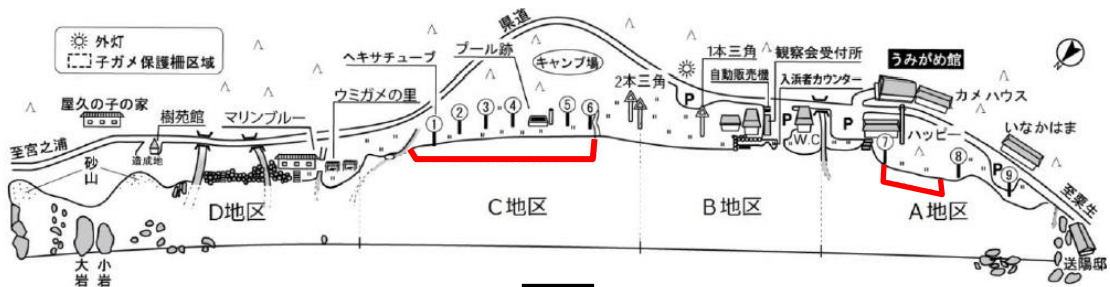 外灯
子ガメ保護柵区域
屋久の子の家
樹苑館
マリンブルー
ウミガメの里
ヘキサチューブ
プール跡
キャンプ場
県道
2本三角
1本三角
自動販売機
観察会受付所
入浜者カウンター
うみがめ館
カメハウス
ハッピー
いなかはま
至宮之浦
造成地
砂山
① ② ③ ④ ⑤ ⑥
P
P
P
P
W.C
⑦ ⑧ ⑨
至栗生
D地区
C地区
B地区
A地区
大岩
小岩
送陽邸